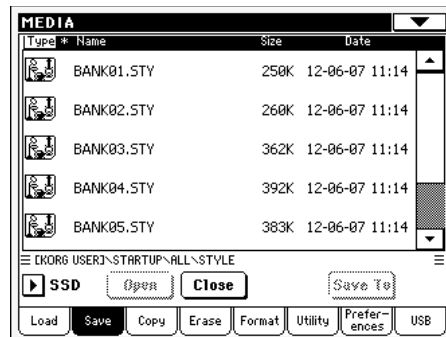 MEDIA
Type * Name Size Date
BANK01.STY 250K 12-06-07 11:14
BANK02.STY 260K 12-06-07 11:14
BANK03.STY 362K 12-06-07 11:14
BANK04.STY 392K 12-06-07 11:14
BANK05.STY 383K 12-06-07 11:14
[KORG USER]\STARTUP\ALL\STYLE
SSD Open Close Save To
Load Save Copy Erase Format Utility Prefer-
ences USB